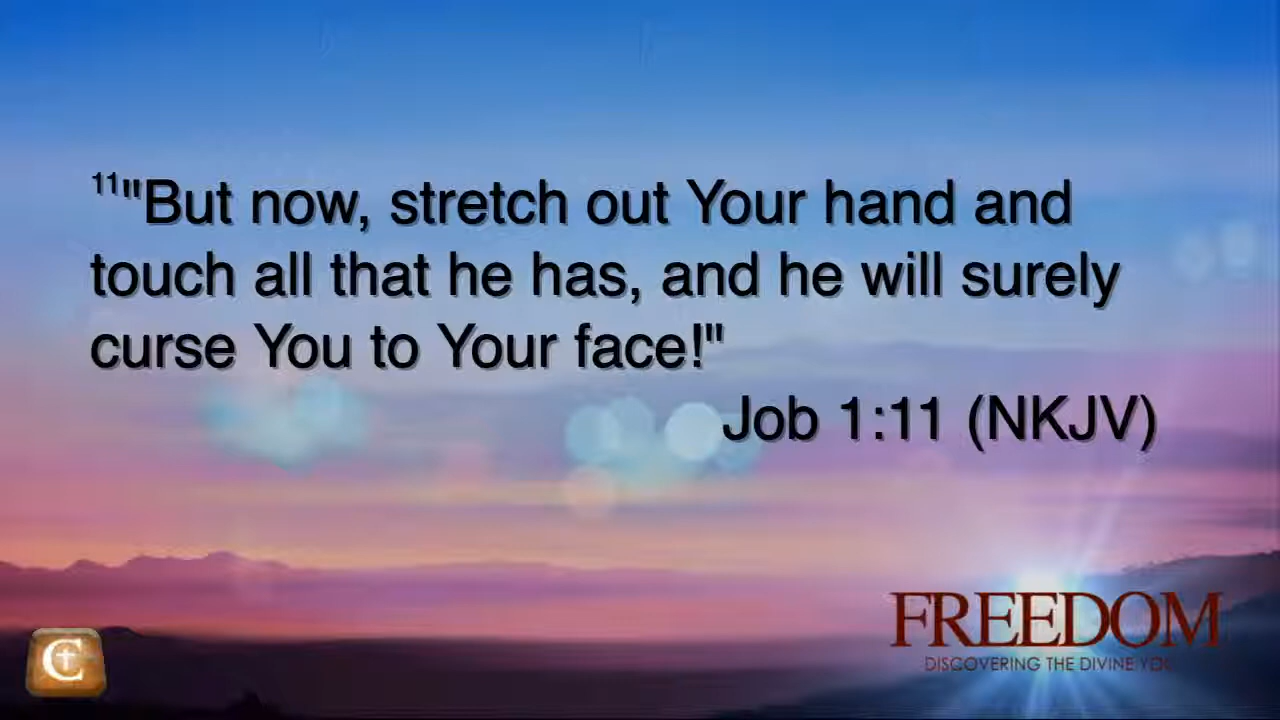 11"But now, stretch out Your hand and
touch all that he has, and he will surely
curse You to Your face!"
Job 1:11 (NKJV)
FREEDOM
DISCOVERING THE DIVINE YOU
C